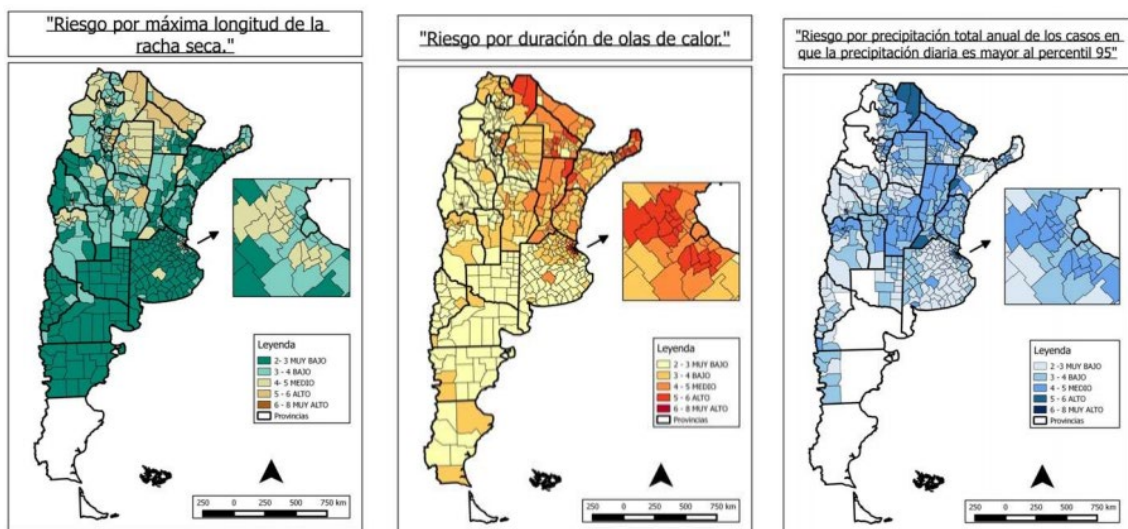 "Riesgo por máxima longitud de la
racha seca."
Leyenda
2- 3 MUY BAJO
3 - 4 BAJO
4- 5 MEDIO
5 - 6 ALTO
6 - 8 MUY ALTO
Provincias
250 0 250 500 750 km
"Riesgo por duración de olas de calor."
Leyenda
2 - 3 MUY BAJO
3 - 4 BAJO
4 - 5 MEDIO
5 - 6 ALTO
6 - 8 MUY ALTO
Provincias
250 0 250 500 750 km
"Riesgo por precipitación total anual de los casos en
que la precipitación diaria es mayor al percentil 95"
Leyenda
2 -3 MUY BAJO
3 - 4 BAJO
4 - 5 MEDIO
5 - 6 ALTO
6 - 8 MUY ALTO
Provincias
250 0 250 500 750 km